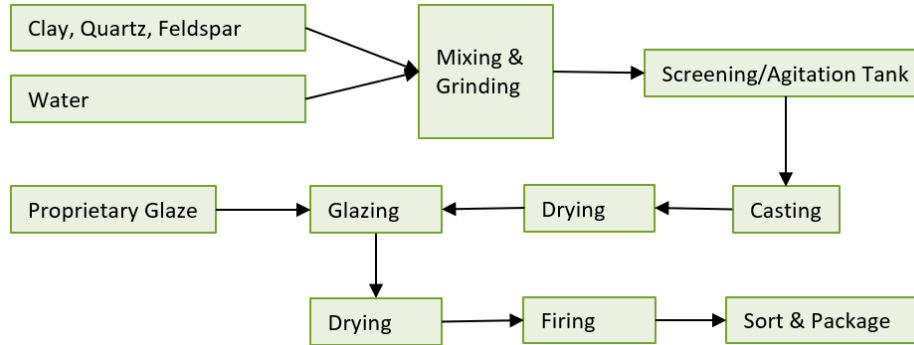 Clay, Quartz, Feldspar
Water
Mixing &
Grinding
Screening/Agitation Tank
Proprietary Glaze
Glazing
Drying
Casting
Drying
Firing
Sort & Package